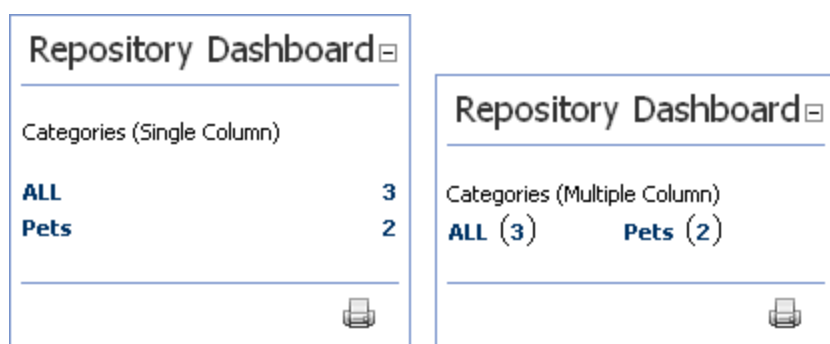 Repository Dashboard
Categories (Single Column)
ALL 3
Pets 2
Repository Dashboard
Categories (Multiple Column)
ALL (3) Pets (2)